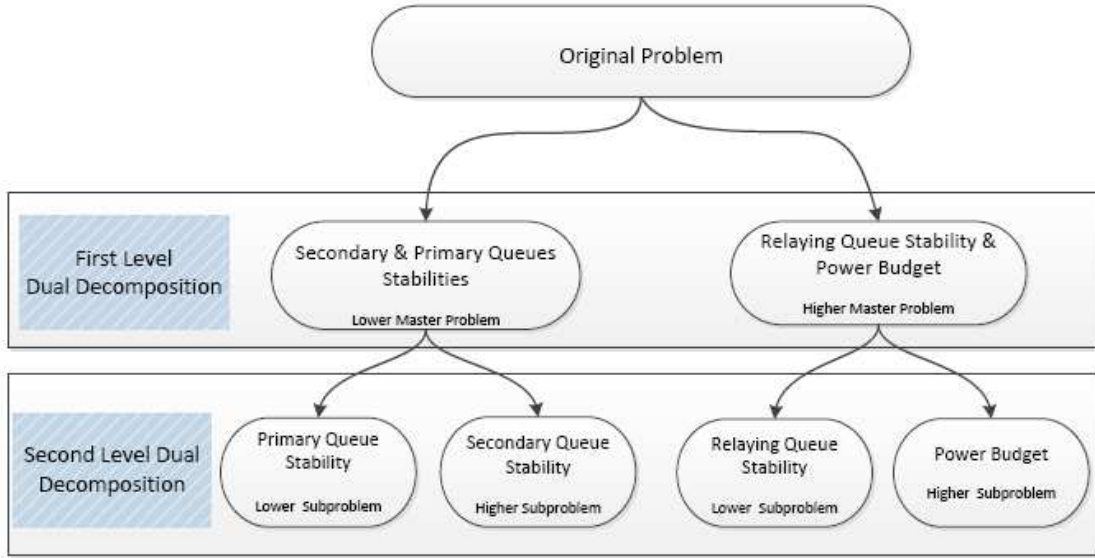 Original Problem
First Level
Dual Decomposition
Secondary & Primary Queues
Stabilities
Lower Master Problem
Relaying Queue Stability &
Power Budget
Higher Master Problem
Second Level Dual
Decomposition
Primary Queue
Stability
Lower Subproblem
Secondary Queue
Stability
Higher Subproblem
Relaying Queue
Stability
Lower Subproblem
Power Budget
Higher Subproblem